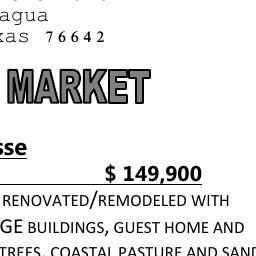 agua
xas 76642
MARKET
sse
$ 149,900
RENOVATED/REMODELED WITH
GE BUILDINGS, GUEST HOME AND
TREES, COASTAL PASTURE AND SAND